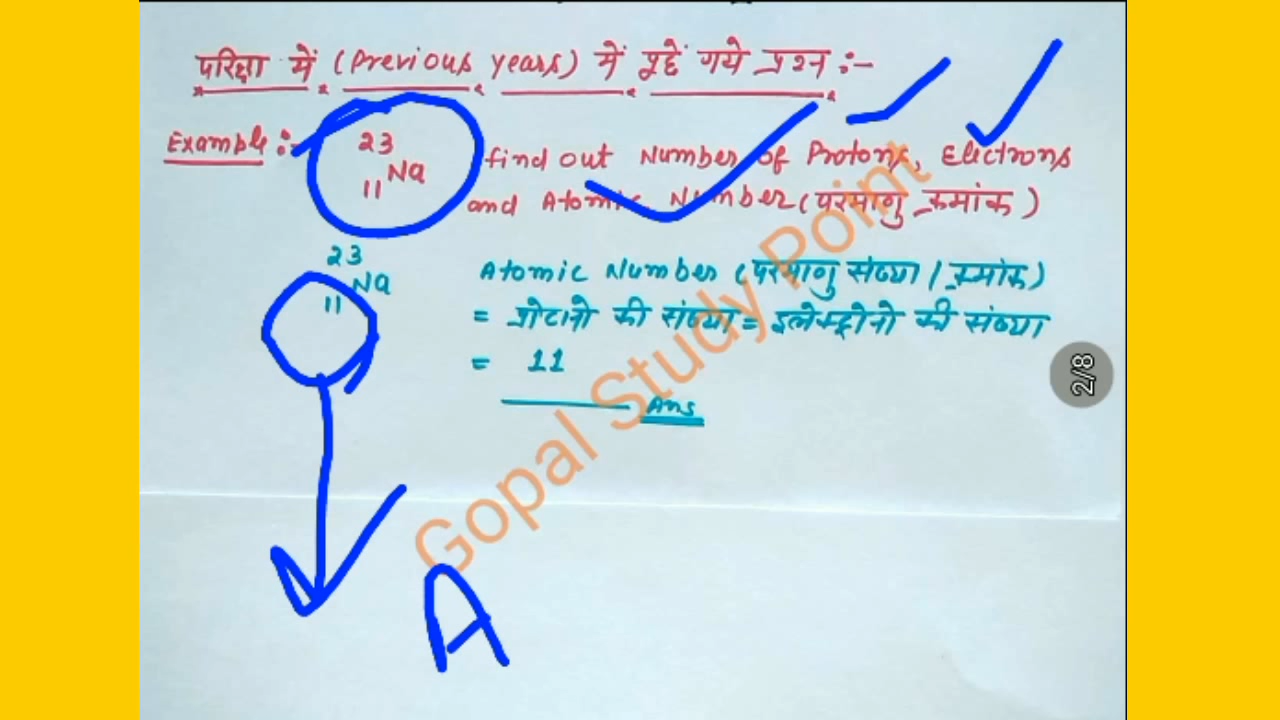 परिक्षा में (Previous years) में पूछे गये प्रश्न :-
Example :- 23 Na 11 find out Number of Protons, Electrons
and Atomic Number (परमाणु क्रमांक)
23
Na
11
Atomic Number (परमाणु संख्या / क्रमांक)
= प्रोटानो की संख्या = इलेक्ट्रोनो की संख्या
= 11
Ans
A
Gopal Study Point
2/8